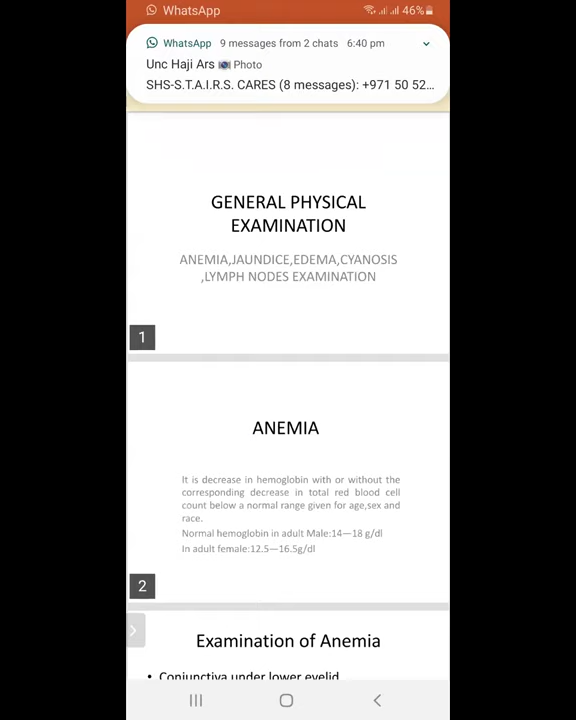 WhatsApp 46%
WhatsApp 9 messages from 2 chats 6:40 pm
Unc Haji Ars 📷 Photo
SHS-S.T.A.I.R.S. CARES (8 messages): +971 50 52...
GENERAL PHYSICAL
EXAMINATION
ANEMIA,JAUNDICE,EDEMA,CYANOSIS
,LYMPH NODES EXAMINATION
1
ANEMIA
It is decrease in hemoglobin with or without the
corresponding decrease in total red blood cell
count below a normal range given for age,sex and
race.
Normal hemoglobin in adult Male:14—18 g/dl
In adult female:12.5—16.5g/dl
2
Examination of Anemia
• Conjunctiva under lower eyelid